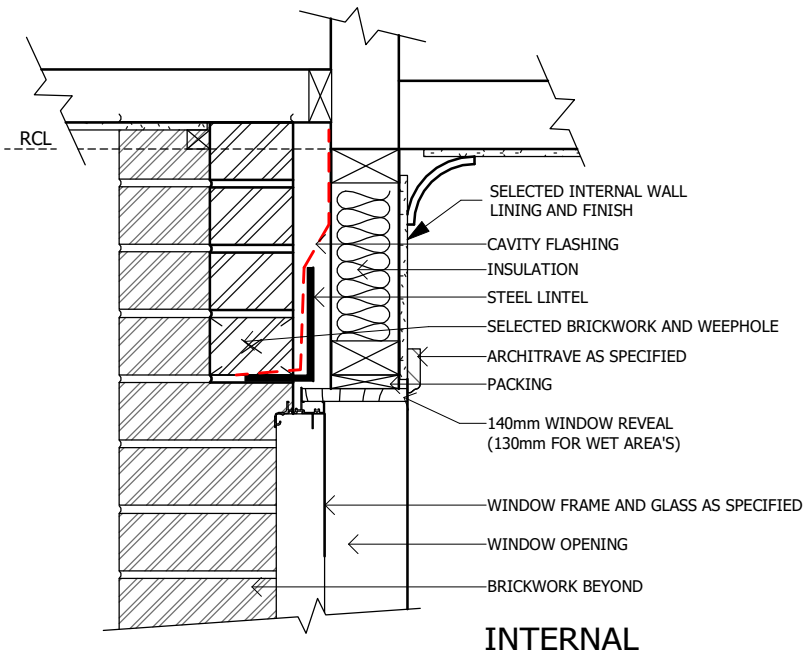 RCL
SELECTED INTERNAL WALL
LINING AND FINISH
CAVITY FLASHING
INSULATION
STEEL LINTEL
SELECTED BRICKWORK AND WEEPHOLE
ARCHITRAVE AS SPECIFIED
PACKING
140mm WINDOW REVEAL
(130mm FOR WET AREA'S)
WINDOW FRAME AND GLASS AS SPECIFIED
WINDOW OPENING
BRICKWORK BEYOND
INTERNAL